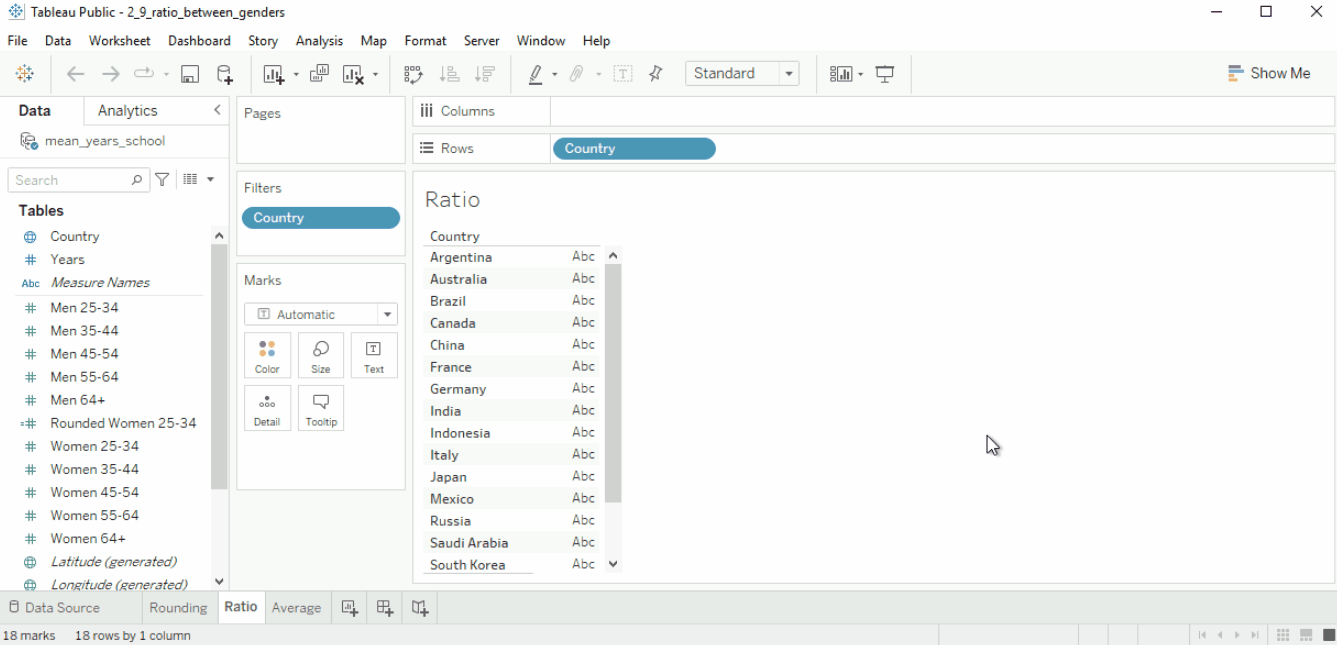 Tableau Public - 2_9_ratio_between_genders
File Data Worksheet Dashboard Story Analysis Map Format Server Window Help
Standard
Show Me
Data Analytics
mean_years_school
Search
Tables
Country
Years
Abc Measure Names
Men 25-34
Men 35-44
Men 45-54
Men 55-64
Men 64+
Rounded Women 25-34
Women 25-34
Women 35-44
Women 45-54
Women 55-64
Women 64+
Latitude (generated)
Longitude (generated)
Pages
Filters
Country
Marks
Automatic
Color Size Text
Detail Tooltip
Columns
Rows Country
Ratio
Country
Argentina Abc
Australia Abc
Brazil Abc
Canada Abc
China Abc
France Abc
Germany Abc
India Abc
Indonesia Abc
Italy Abc
Japan Abc
Mexico Abc
Russia Abc
Saudi Arabia Abc
South Korea Abc
Data Source Rounding Ratio Average
18 marks 18 rows by 1 column